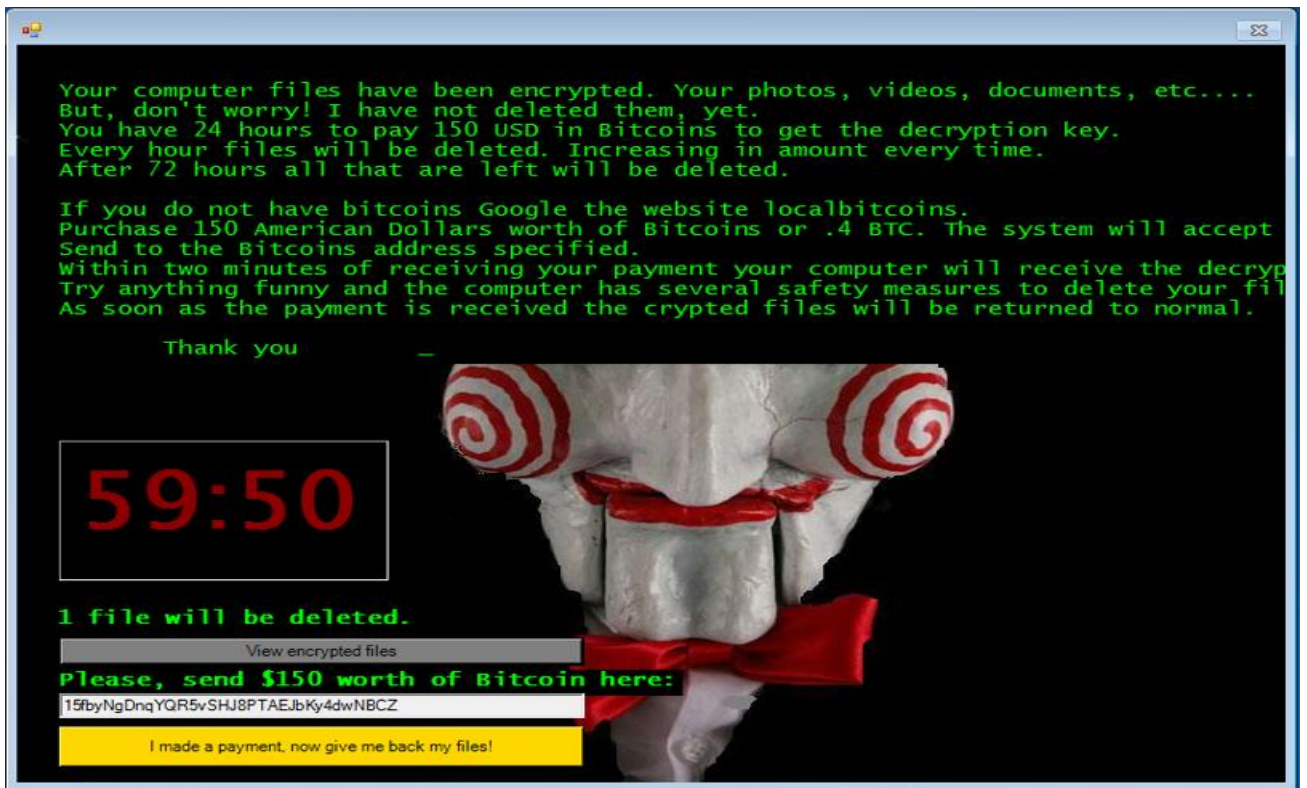 Your computer files have been encrypted. Your photos, videos, documents, etc....
But, don't worry! I have not deleted them, yet.
You have 24 hours to pay 150 USD in Bitcoins to get the decryption key.
Every hour files will be deleted. Increasing in amount every time.
After 72 hours all that are left will be deleted.
If you do not have bitcoins Google the website localbitcoins.
Purchase 150 American Dollars worth of Bitcoins or .4 BTC. The system will accept
Send to the Bitcoins address specified.
Within two minutes of receiving your payment your computer will receive the decryp
Try anything funny and the computer has several safety measures to delete your fil
As soon as the payment is received the crypted files will be returned to normal.
Thank you _
59:50
1 file will be deleted.
View encrypted files
Please, send $150 worth of Bitcoin here:
15fbyNgDnqYQR5vSHJ8PTAEJbKy4dwNBCZ
I made a payment, now give me back my files!